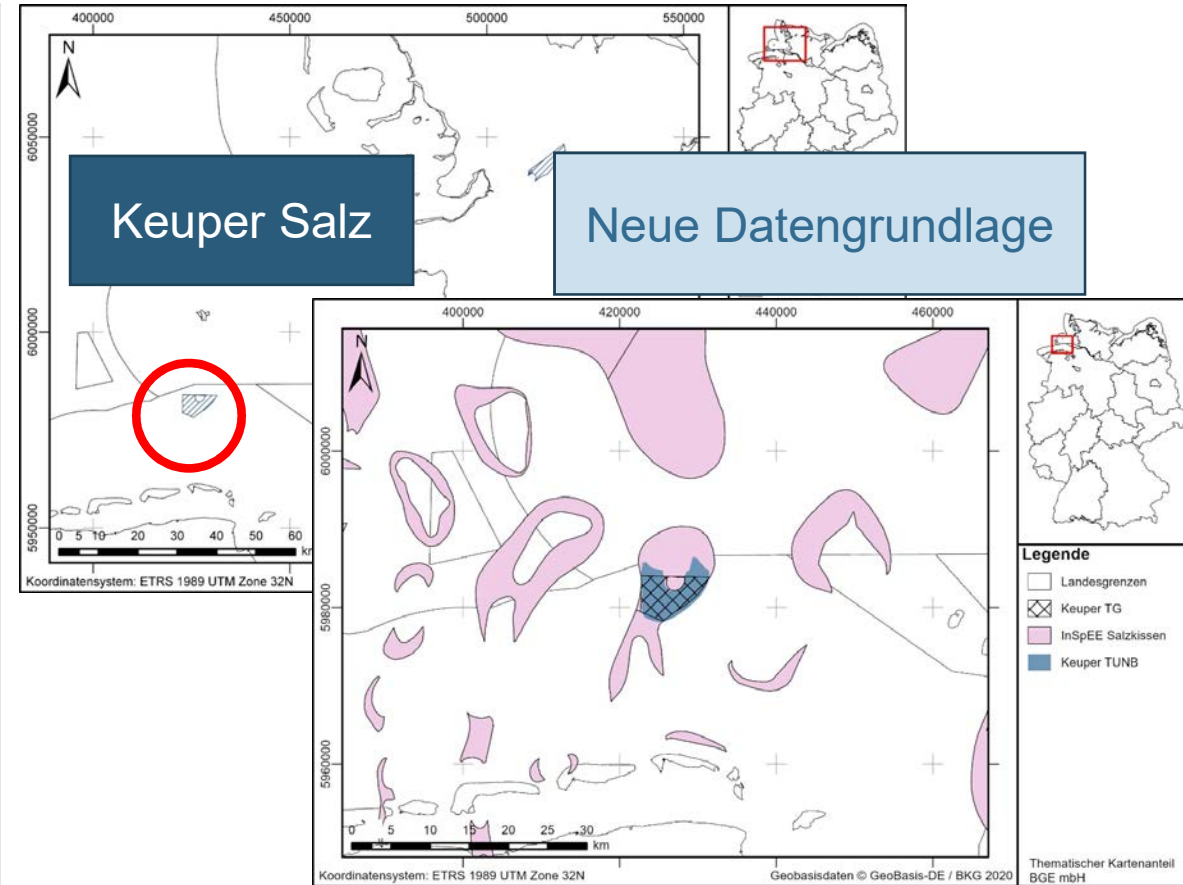 400000 450000 500000 550000
N
6050000
6000000
5950000
Keuper Salz
Neue Datengrundlage
0 5 10 20 30 40 50 60
Koordinatensystem: ETRS 1989 UTM Zone 32N
400000 420000 440000 460000
N
6000000
5980000
5960000
0 5 10 15 20 25 30
km
Koordinatensystem: ETRS 1989 UTM Zone 32N
Geobasisdaten © GeoBasis-DE / BKG 2020
Legende
Landesgrenzen
Keuper TG
InSpEE Salzkissen
Keuper TUNB
Thematischer Kartenanteil
BGE mbH